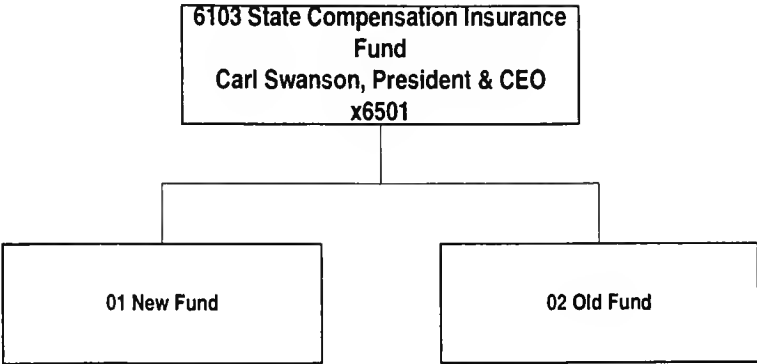 6103 State Compensation Insurance
Fund
Carl Swanson, President & CEO
x6501
01 New Fund
02 Old Fund